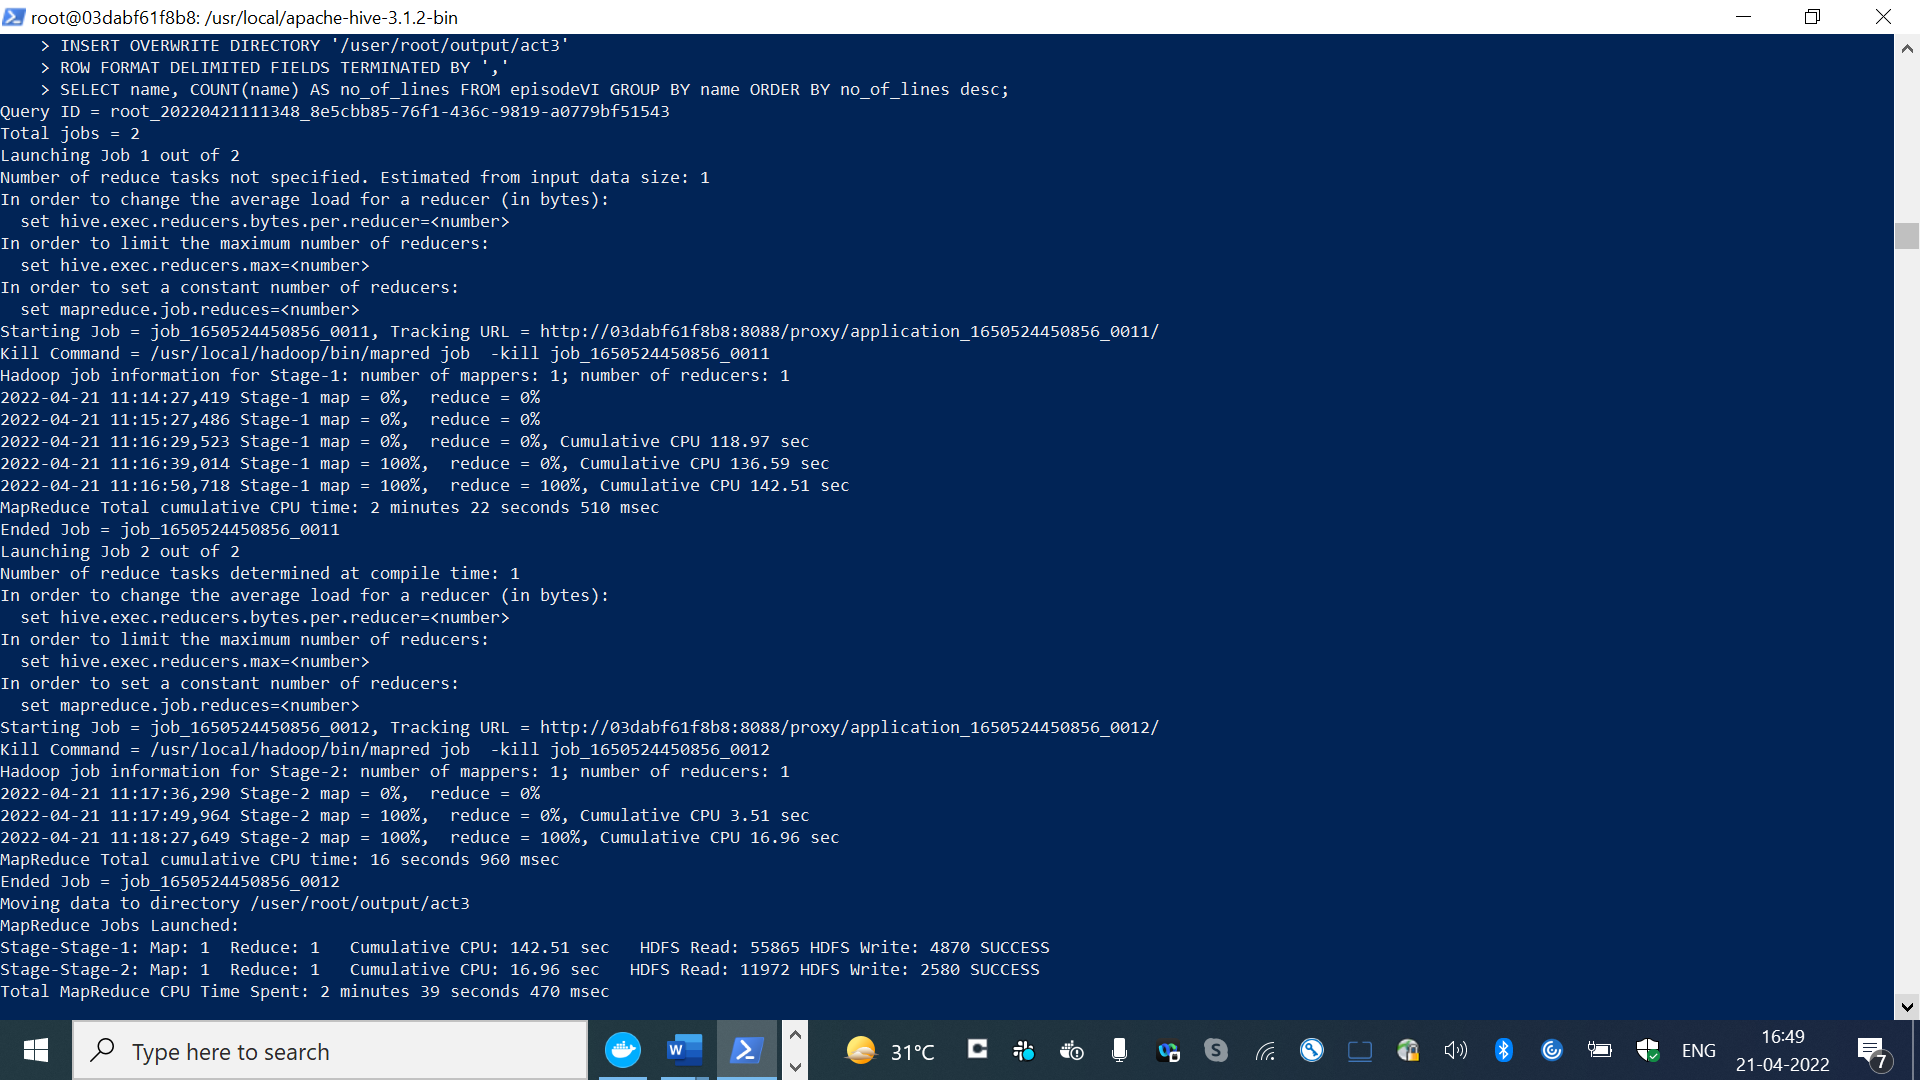 root@03dabf61f8b8: /usr/local/apache-hive-3.1.2-bin
    > INSERT OVERWRITE DIRECTORY '/user/root/output/act3'
    > ROW FORMAT DELIMITED FIELDS TERMINATED BY ','
    > SELECT name, COUNT(name) AS no_of_lines FROM episodeVI GROUP BY name ORDER BY no_of_lines desc;
Query ID = root_20220421111348_8e5cbb85-76f1-436c-9819-a0779bf51543
Total jobs = 2
Launching Job 1 out of 2
Number of reduce tasks not specified. Estimated from input data size: 1
In order to change the average load for a reducer (in bytes):
  set hive.exec.reducers.bytes.per.reducer=<number>
In order to limit the maximum number of reducers:
  set hive.exec.reducers.max=<number>
In order to set a constant number of reducers:
  set mapreduce.job.reduces=<number>
Starting Job = job_1650524450856_0011, Tracking URL = http://03dabf61f8b8:8088/proxy/application_1650524450856_0011/
Kill Command = /usr/local/hadoop/bin/mapred job  -kill job_1650524450856_0011
Hadoop job information for Stage-1: number of mappers: 1; number of reducers: 1
2022-04-21 11:14:27,419 Stage-1 map = 0%,  reduce = 0%
2022-04-21 11:15:27,486 Stage-1 map = 0%,  reduce = 0%
2022-04-21 11:16:29,523 Stage-1 map = 0%,  reduce = 0%, Cumulative CPU 118.97 sec
2022-04-21 11:16:39,014 Stage-1 map = 100%,  reduce = 0%, Cumulative CPU 136.59 sec
2022-04-21 11:16:50,718 Stage-1 map = 100%,  reduce = 100%, Cumulative CPU 142.51 sec
MapReduce Total cumulative CPU time: 2 minutes 22 seconds 510 msec
Ended Job = job_1650524450856_0011
Launching Job 2 out of 2
Number of reduce tasks determined at compile time: 1
In order to change the average load for a reducer (in bytes):
  set hive.exec.reducers.bytes.per.reducer=<number>
In order to limit the maximum number of reducers:
  set hive.exec.reducers.max=<number>
In order to set a constant number of reducers:
  set mapreduce.job.reduces=<number>
Starting Job = job_1650524450856_0012, Tracking URL = http://03dabf61f8b8:8088/proxy/application_1650524450856_0012/
Kill Command = /usr/local/hadoop/bin/mapred job  -kill job_1650524450856_0012
Hadoop job information for Stage-2: number of mappers: 1; number of reducers: 1
2022-04-21 11:17:36,290 Stage-2 map = 0%,  reduce = 0%
2022-04-21 11:17:49,964 Stage-2 map = 100%,  reduce = 0%, Cumulative CPU 3.51 sec
2022-04-21 11:18:27,649 Stage-2 map = 100%,  reduce = 100%, Cumulative CPU 16.96 sec
MapReduce Total cumulative CPU time: 16 seconds 960 msec
Ended Job = job_1650524450856_0012
Moving data to directory /user/root/output/act3
MapReduce Jobs Launched:
Stage-Stage-1: Map: 1  Reduce: 1   Cumulative CPU: 142.51 sec   HDFS Read: 55865 HDFS Write: 4870 SUCCESS
Stage-Stage-2: Map: 1  Reduce: 1   Cumulative CPU: 16.96 sec   HDFS Read: 11972 HDFS Write: 2580 SUCCESS
Total MapReduce CPU Time Spent: 2 minutes 39 seconds 470 msec
Type here to search
31°C
ENG
16:49
21-04-2022
7